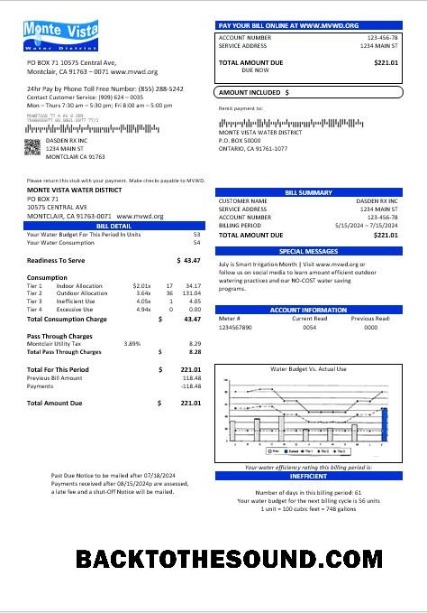 Monte Vista
Water District
PO BOX 71 10575 Central Ave,
Montclair, CA 91763 – 0071 www.mvwd.org
24hr Pay by Phone Toll Free Number: (855) 288-5242
Contact Customer Service: (909) 624 – 0035
Mon – Thurs 7:30 am – 5:30 pm; Fri 8:00 am – 5:00 pm
DASDEN RX INC
1234 MAIN ST
MONTCLAIR CA 91763
PAY YOUR BILL ONLINE AT WWW.MVWD.ORG
ACCOUNT NUMBER 123-456-78
SERVICE ADDRESS 1234 MAIN ST
TOTAL AMOUNT DUE $221.01
DUE NOW
AMOUNT INCLUDED $
Remit payment to:
MONTE VISTA WATER DISTRICT
P.O. BOX 50000
ONTARIO, CA 91761-1077
Please return this stub with your payment. Make checks payable to MVWD.
MONTE VISTA WATER DISTRICT
PO BOX 71
10575 CENTRAL AVE
MONTCLAIR, CA 91763-0071 www.mvwd.org
BILL DETAIL
Your Water Budget For This Period In Units 53
Your Water Consumption 54
Readiness To Serve $ 43.47
Consumption
Tier 1 Indoor Allocation $2.01x 17 34.17
Tier 2 Outdoor Allocation 3.64x 36 131.04
Tier 3 Inefficient Use 4.05x 1 4.05
Tier 4 Excessive Use 4.94x 0 0.00
Total Consumption Charge $ 43.47
Pass Through Charges
Montclair Utility Tax 3.89% 8.29
Total Pass Through Charges $ 8.28
Total For This Period $ 221.01
Previous Bill Amount 118.48
Payments -118.48
Total Amount Due $ 221.01
BILL SUMMARY
CUSTOMER NAME DASDEN RX INC
SERVICE ADDRESS 1234 MAIN ST
ACCOUNT NUMBER 123-456-78
BILLING PERIOD 5/15/2024 – 7/15/2024
TOTAL AMOUNT DUE $221.01
SPECIAL MESSAGES
July is Smart Irrigation Month | Visit www.mvwd.org or
follow us on social media to learn amount efficient outdoor
watering practices and our NO-COST water saving
programs.
ACCOUNT INFORMATION
Meter # Current Read Previous Read
1234567890 0054 0000
Water Budget Vs. Actual Use
Your water efficiency rating this billing period is:
INEFFICIENT
Number of days in this billing period: 61
Your water budget for the next billing cycle is 56 units
1 unit = 100 cubic feet = 748 gallons
Past Due Notice to be mailed after 07/18/2024
Payments received after 08/15/2024p are assessed,
a late fee and a shut-Off Notice will be mailed.
BACKTOTHESOUND.COM